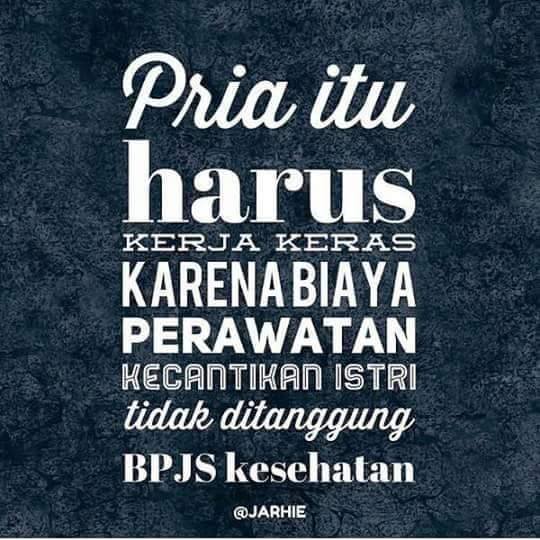 Pria itu
harus
KERJA KERAS
KARENA BIAYA
PERAWATAN
KECANTIKAN ISTRI
tidak ditanggung
BPJS kesehatan
@JARHIE